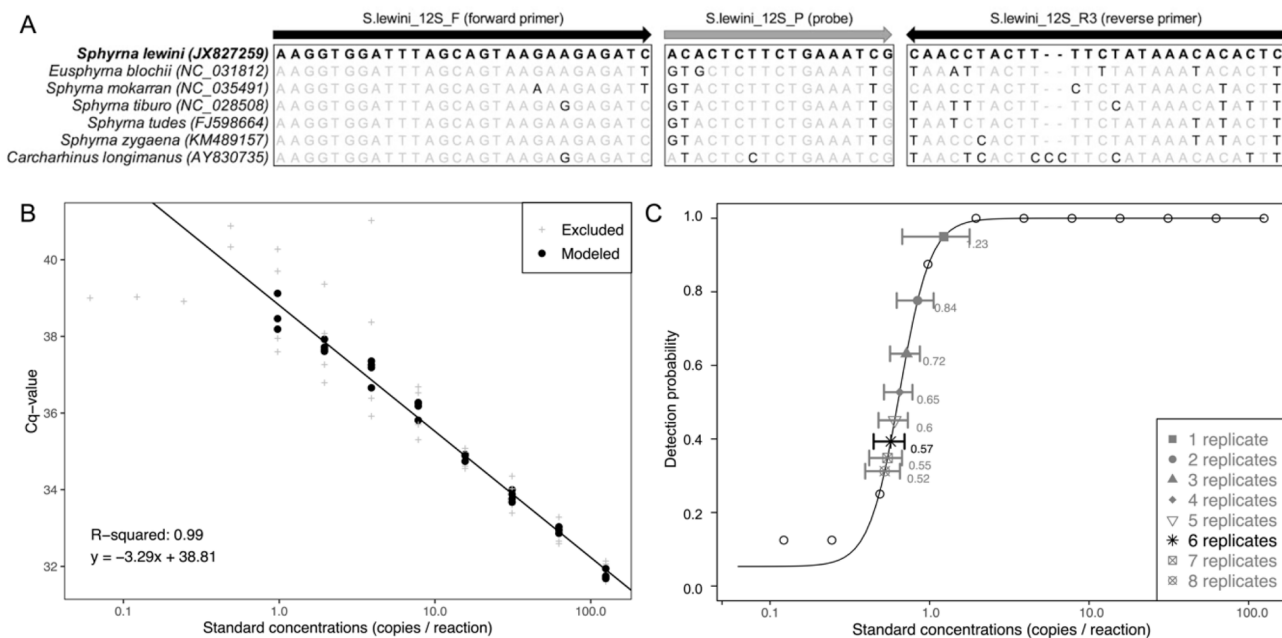 A
S.lewini_12S_F (forward primer) S.lewini_12S_P (probe) S.lewini_12S_R3 (reverse primer)
Sphyrna lewini (JX827259) AAGGTGGATTTAGCAGTAAGAAGAGATC ACACTCTTCTGAAATCG CAACCTACTT--TTCTATAAACACACTC
Eusphyrna blochii (NC_031812) AAGGTGGATTTAGCAGTAAGAAGAGATT GTGCTCTTCTGAAATTG TAAATTACTT--TTTTATAAATACACTT
Sphyrna mokarran (NC_035491) AAGGTGGATTTAGCAGTAAAAAGAGATT GTACTCTTCTGAAATTG CAACCTACTT--CTCTATAAACATACTT
Sphyrna tiburo (NC_028508) AAGGTGGATTTAGCAGTAAGAGGAGATC GTACTCTTCTGAAATTG TAATTTACTT--TTCCATAAATATATTT
Sphyrna tudes (FJ598664) AAGGTGGATTTAGCAGTAAGAAGAGATC GTACTCTTCTGAAATTG TAATCTACTT--TTCTATAAACATACTT
Sphyrna zygaena (KM489157) AAGGTGGATTTAGCAGTAAGAAGAGATC GTACTCTTCTGAAATTG TAACCCACTT--TTCTATAAATATACTT
Carcharhinus longimanus (AY830735) AAGGTGGATTTAGCAGTAAGAGGAGATC ATACTCCTCTGAAATCG TAACTCACTCCCTTCCATAAACACATTT
B
Excluded
Modeled
40
38
36
34
32
Cq-value
R-squared: 0.99
y = −3.29x + 38.81
0.1 1.0 10.0 100.0
Standard concentrations (copies / reaction)
C
1.0
0.8
0.6
0.4
0.2
0.0
Detection probability
1.23
0.84
0.72
0.65
0.6
0.57
0.55
0.52
1 replicate
2 replicates
3 replicates
4 replicates
5 replicates
6 replicates
7 replicates
8 replicates
0.1 1.0 10.0 100.0
Standard concentrations (copies / reaction)